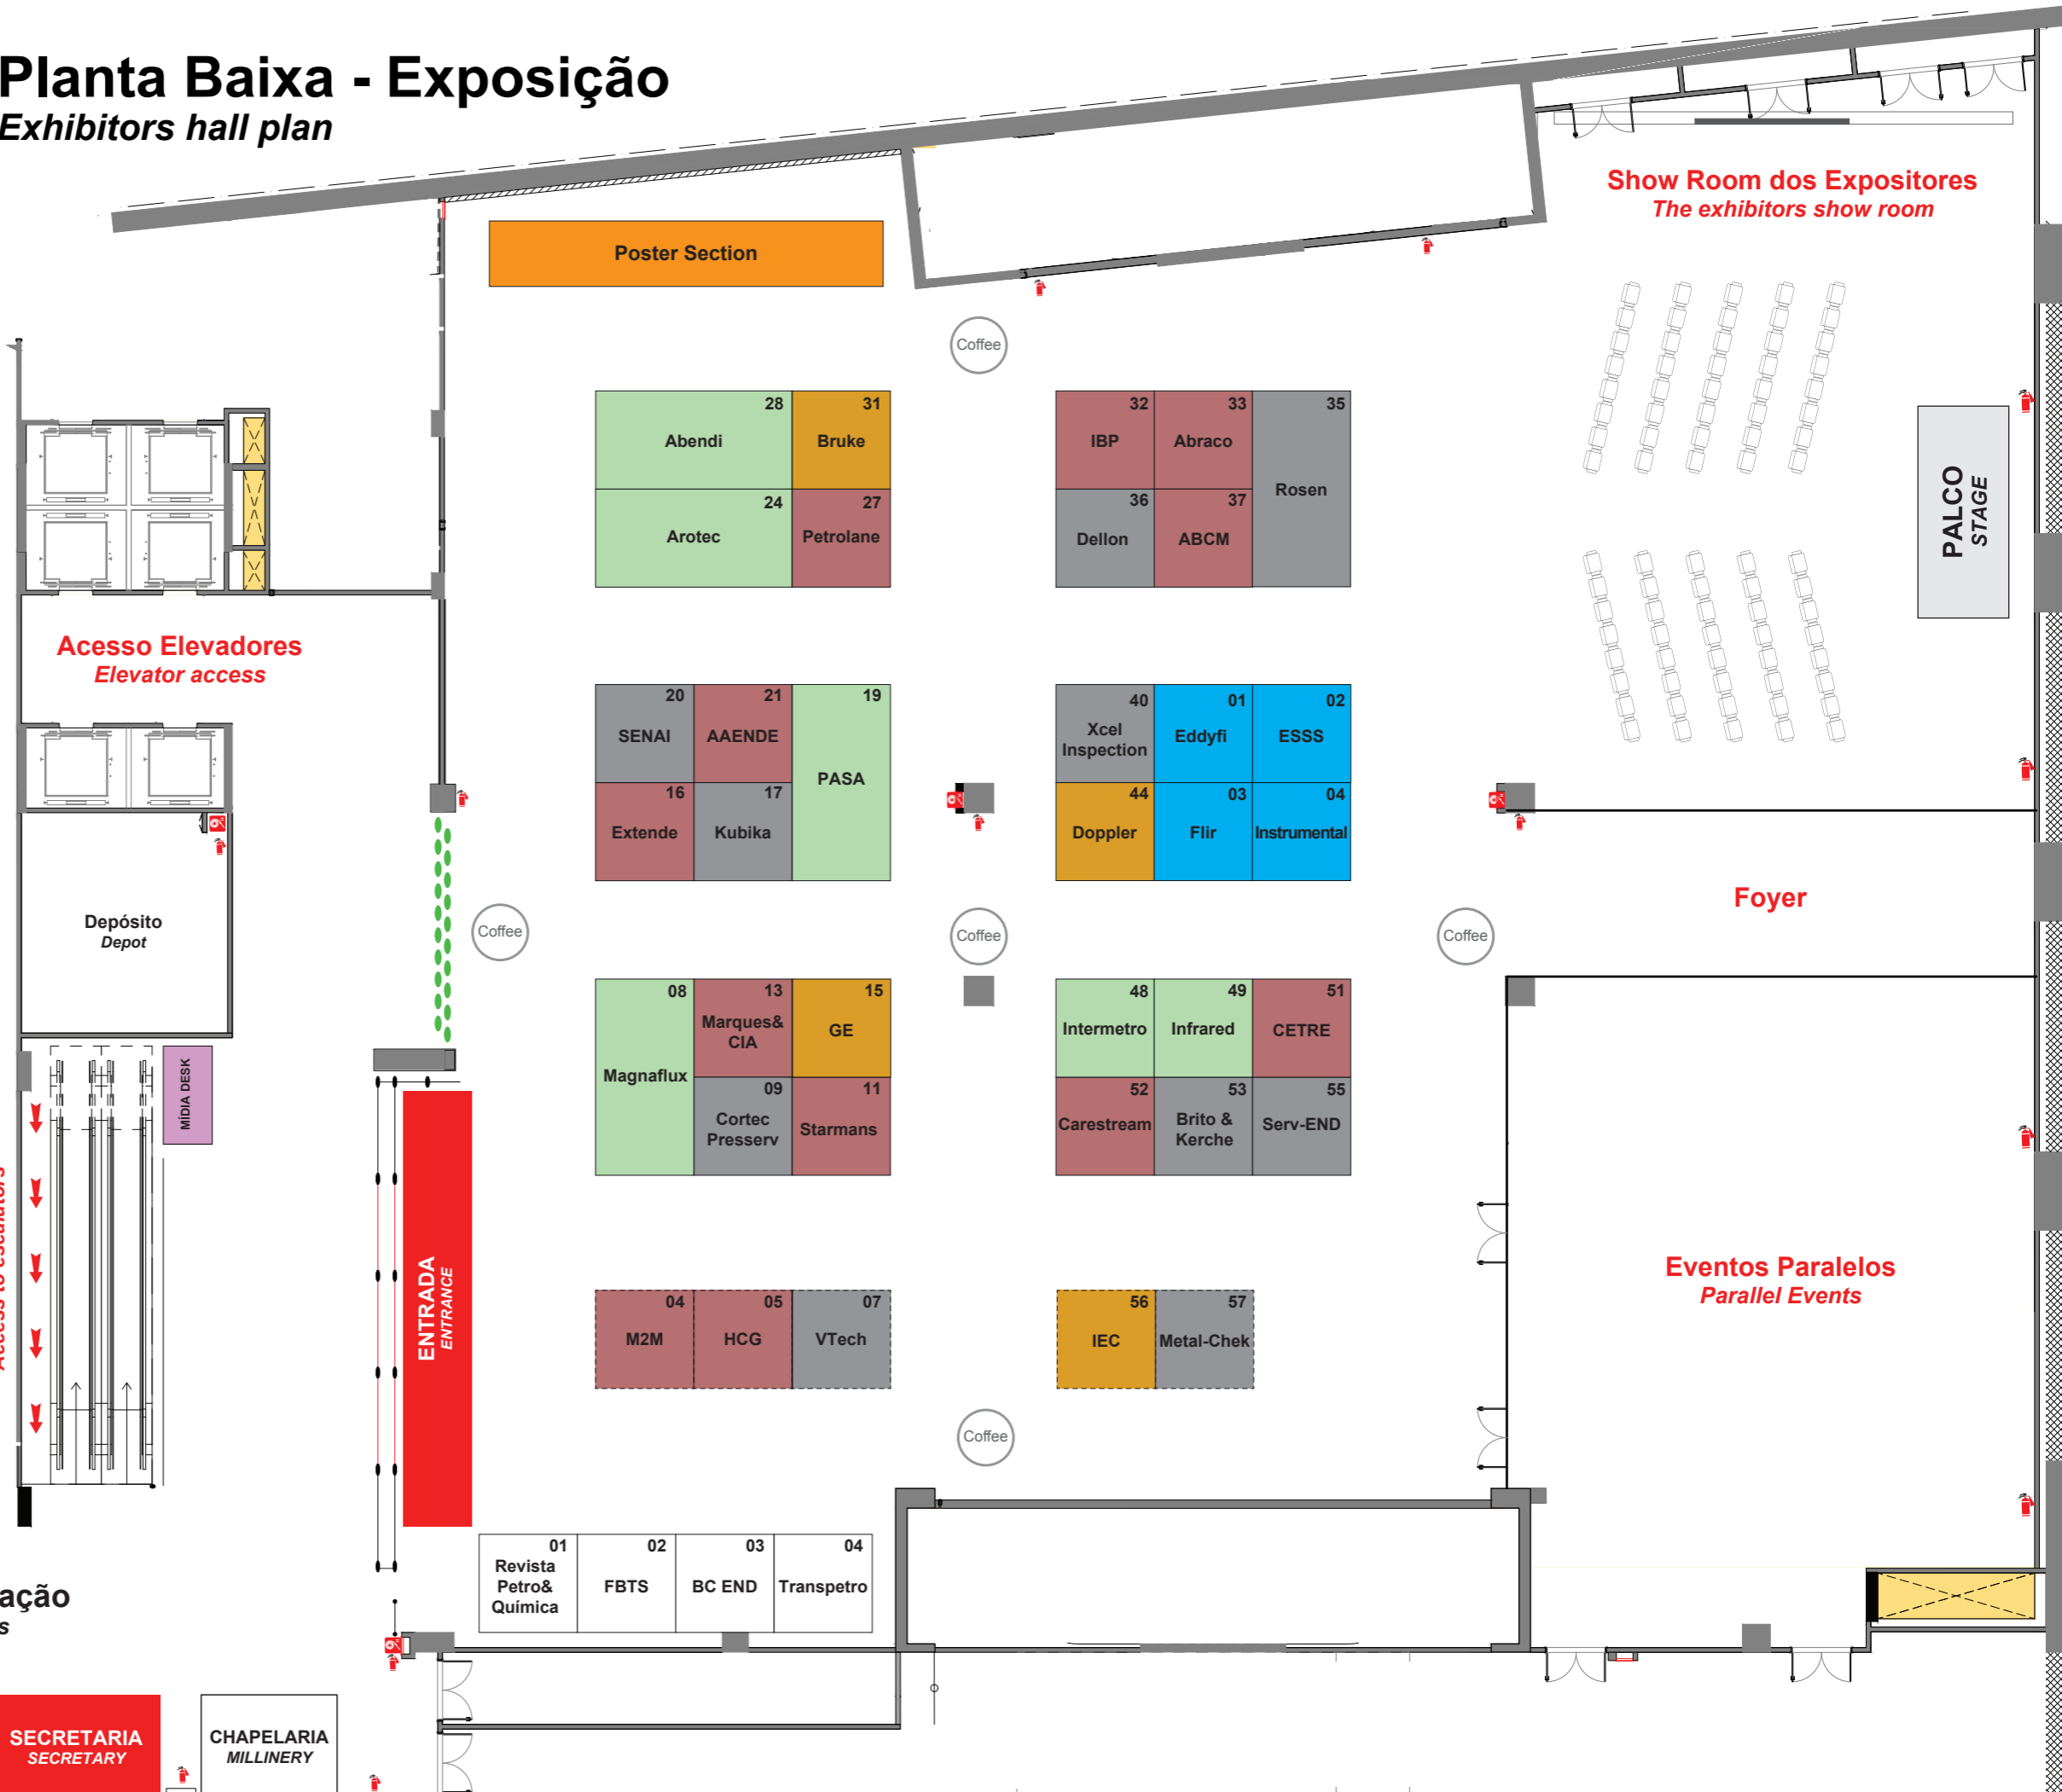 Planta Baixa - Exposição
Exhibitors hall plan
Show Room dos Expositores
The exhibitors show room
Poster Section
Coffee
28
Abendi
31
Bruke
24
Arotec
27
Petrolane
32
IBP
33
Abraco
35
Rosen
36
Dellon
37
ABCM
PALCO
STAGE
Acesso Elevadores
Elevator access
20
SENAI
21
AAENDE
19
PASA
16
Extende
17
Kubika
40
Xcel
Inspection
01
Eddyfi
02
ESSS
44
Doppler
03
Flir
04
Instrumental
Foyer
Depósito
Depot
Coffee
Coffee
Coffee
MÍDIA DESK
08
Magnaflux
13
Marques&
CIA
15
GE
09
Cortec
Presserv
11
Starmans
48
Intermetro
49
Infrared
51
CETRE
52
Carestream
53
Brito &
Kerche
55
Serv-END
Access to escalators
ENTRADA
ENTRANCE
Eventos Paralelos
Parallel Events
04
M2M
05
HCG
07
VTech
56
IEC
57
Metal-Chek
Coffee
01
Revista
Petro&
Química
02
FBTS
03
BC END
04
Transpetro
ação
s
SECRETARIA
SECRETARY
CHAPELARIA
MILLINERY